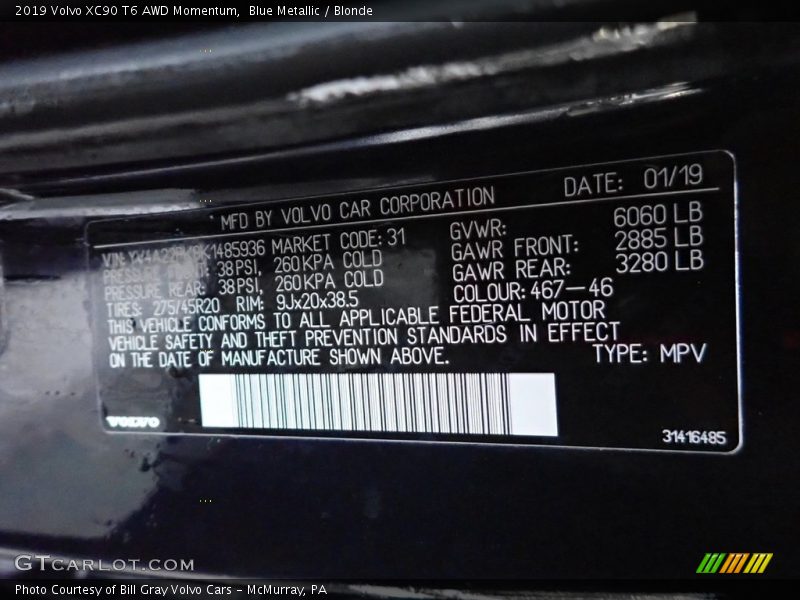 2019 Volvo XC90 T6 AWD Momentum, Blue Metallic / Blonde
MFD BY VOLVO CAR CORPORATION DATE: 01/19
VIN: MARKET CODE: 31 GVWR: 6060 LB
PRESSURE FRONT: 38PSI, 260KPA COLD GAWR FRONT: 2885 LB
PRESSURE REAR: 38PSI, 260KPA COLD GAWR REAR: 3280 LB
TIRES: 275/45R20 RIM: 9Jx20x38.5 COLOUR: 467-46
THIS VEHICLE CONFORMS TO ALL APPLICABLE FEDERAL MOTOR
VEHICLE SAFETY AND THEFT PREVENTION STANDARDS IN EFFECT
ON THE DATE OF MANUFACTURE SHOWN ABOVE. TYPE: MPV
VOLVO
31416485
GTCARLOT.COM
Photo Courtesy of Bill Gray Volvo Cars - McMurray, PA